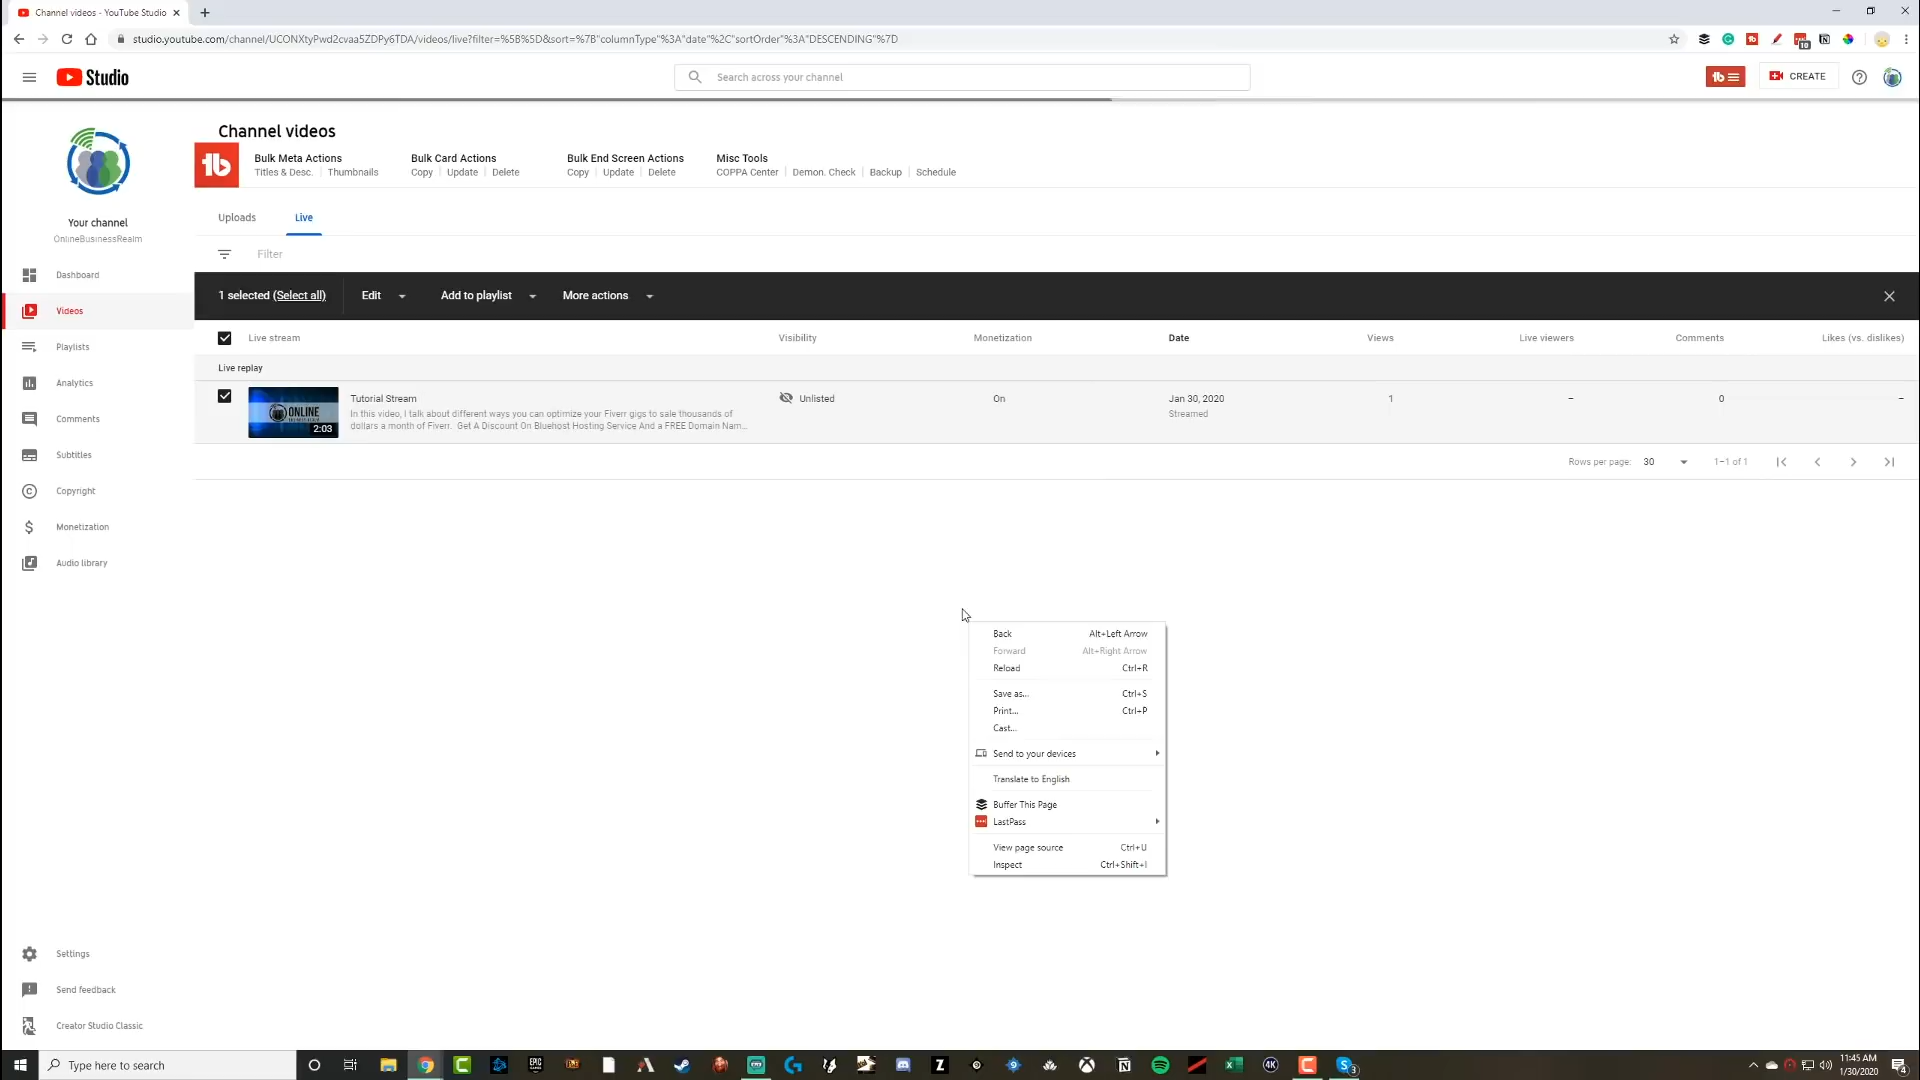 Channel videos - YouTube Studio
studio.youtube.com/channel/UCONXtyPwd2cvaa5ZDPy6TDA/videos/live?filter=%5B%5D&sort=%7B"columnType"%3A"date"%2C"sortOrder"%3A"DESCENDING"%7D
Studio
Search across your channel
CREATE
Channel videos
Bulk Meta Actions Bulk Card Actions Bulk End Screen Actions Misc Tools
Titles & Desc. Thumbnails Copy Update Delete Copy Update Delete COPPA Center Demon. Check Backup Schedule
Your channel
OnlineBusinessRealm
Uploads Live
Filter
Dashboard
Videos
Playlists
Analytics
Comments
Subtitles
Copyright
Monetization
Audio library
1 selected (Select all) Edit Add to playlist More actions
Live stream Visibility Monetization Date Views Live viewers Comments Likes (vs. dislikes)
Live replay
ONLINE
2:03
Tutorial Stream Unlisted On Jan 30, 2020 1 – 0 –
In this video, I talk about different ways you can optimize your Fiverr gigs to sale thousands of Streamed
dollars a month of Fiverr. Get A Discount On Bluehost Hosting Service And a FREE Domain Nam...
Rows per page: 30 1–1 of 1
Back Alt+Left Arrow
Forward Alt+Right Arrow
Reload Ctrl+R
Save as... Ctrl+S
Print... Ctrl+P
Cast...
Send to your devices
Translate to English
Buffer This Page
LastPass
View page source Ctrl+U
Inspect Ctrl+Shift+I
Settings
Send feedback
Creator Studio Classic
Type here to search
11:45 AM
1/30/2020